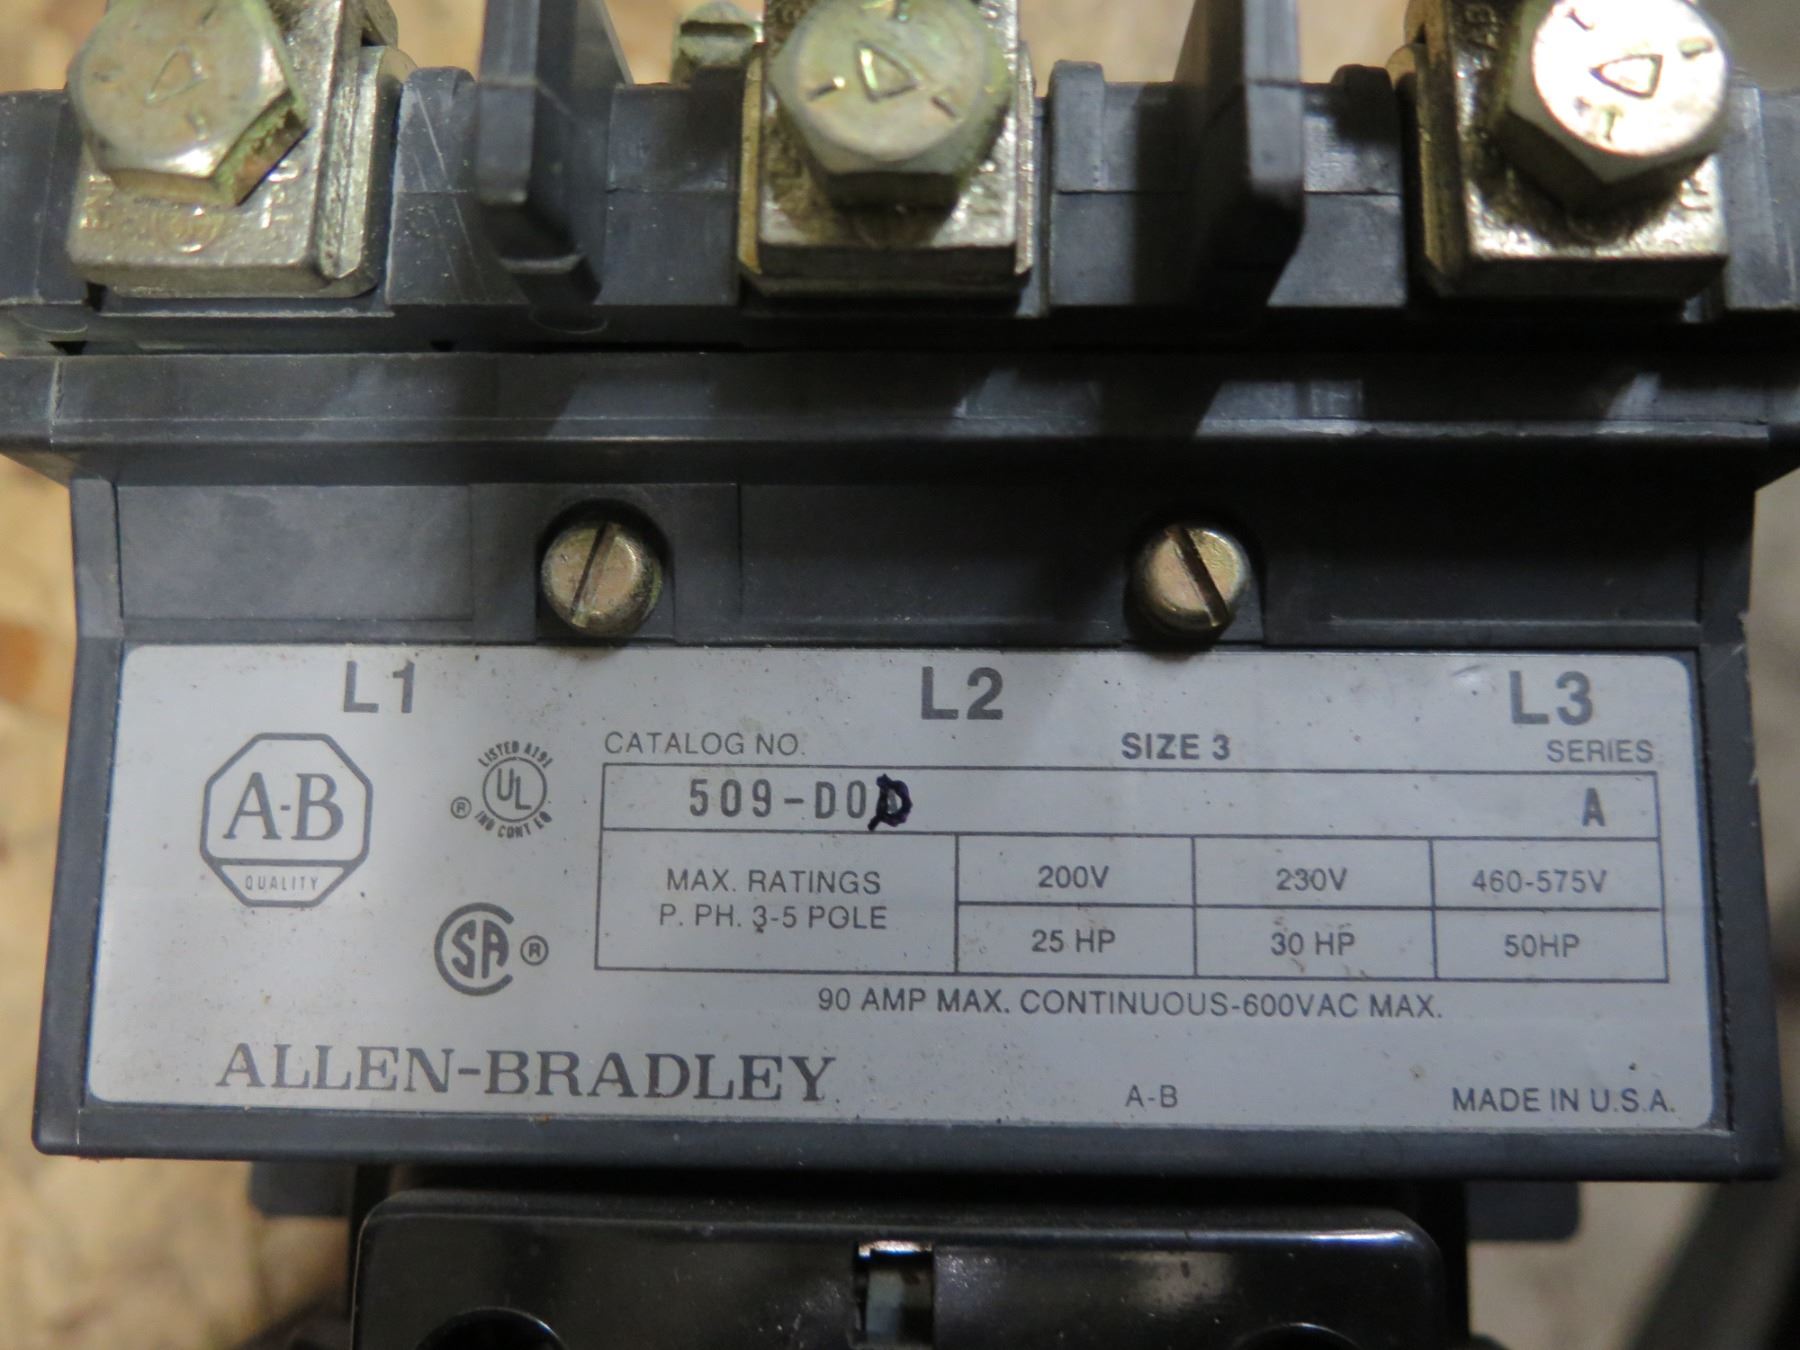 L1 L2 L3
CATALOG NO. SIZE 3 SERIES
509-D0D A
A-B
QUALITY
LISTED A191
UL
IND CONT EQ
®
SA ®
MAX. RATINGS 200V 230V 460-575V
P. PH. 3-5 POLE 25 HP 30 HP 50HP
90 AMP MAX. CONTINUOUS-600VAC MAX.
ALLEN-BRADLEY A-B MADE IN U.S.A.